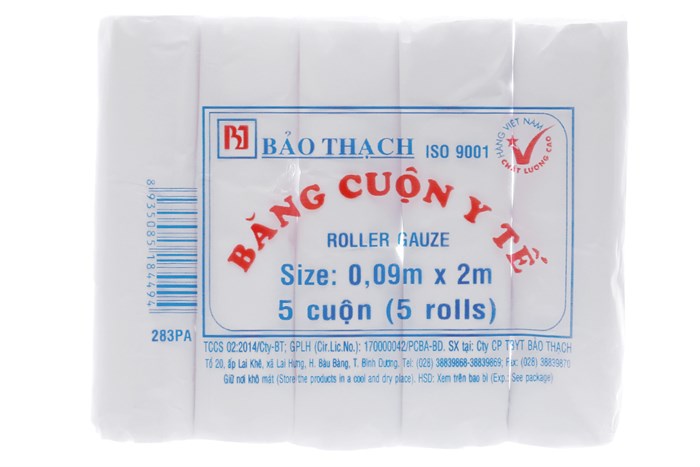 BẢO THẠCH ISO 9001
HÀNG VIỆT NAM
CHẤT LƯỢNG CAO
BĂNG CUỘN Y TẾ
ROLLER GAUZE
Size: 0,09m x 2m
5 cuộn (5 rolls)
8935085184494
283PA
TCCS 02:2014/Cty-BT; GPLH (Cir.Lic.No.): 170000042/PCBA-BD. SX tại: Cty CP TBYT BẢO THẠCH
Tổ 20, ấp Lai Khê, xã Lai Hưng, H. Bàu Bàng, T. Bình Dương. Tel: (028) 38839868-38839869; Fax: (028) 38839870
Giữ nơi khô mát (Store the products in a cool and dry place). HSD: Xem trên bao bì (Exp.: See package)